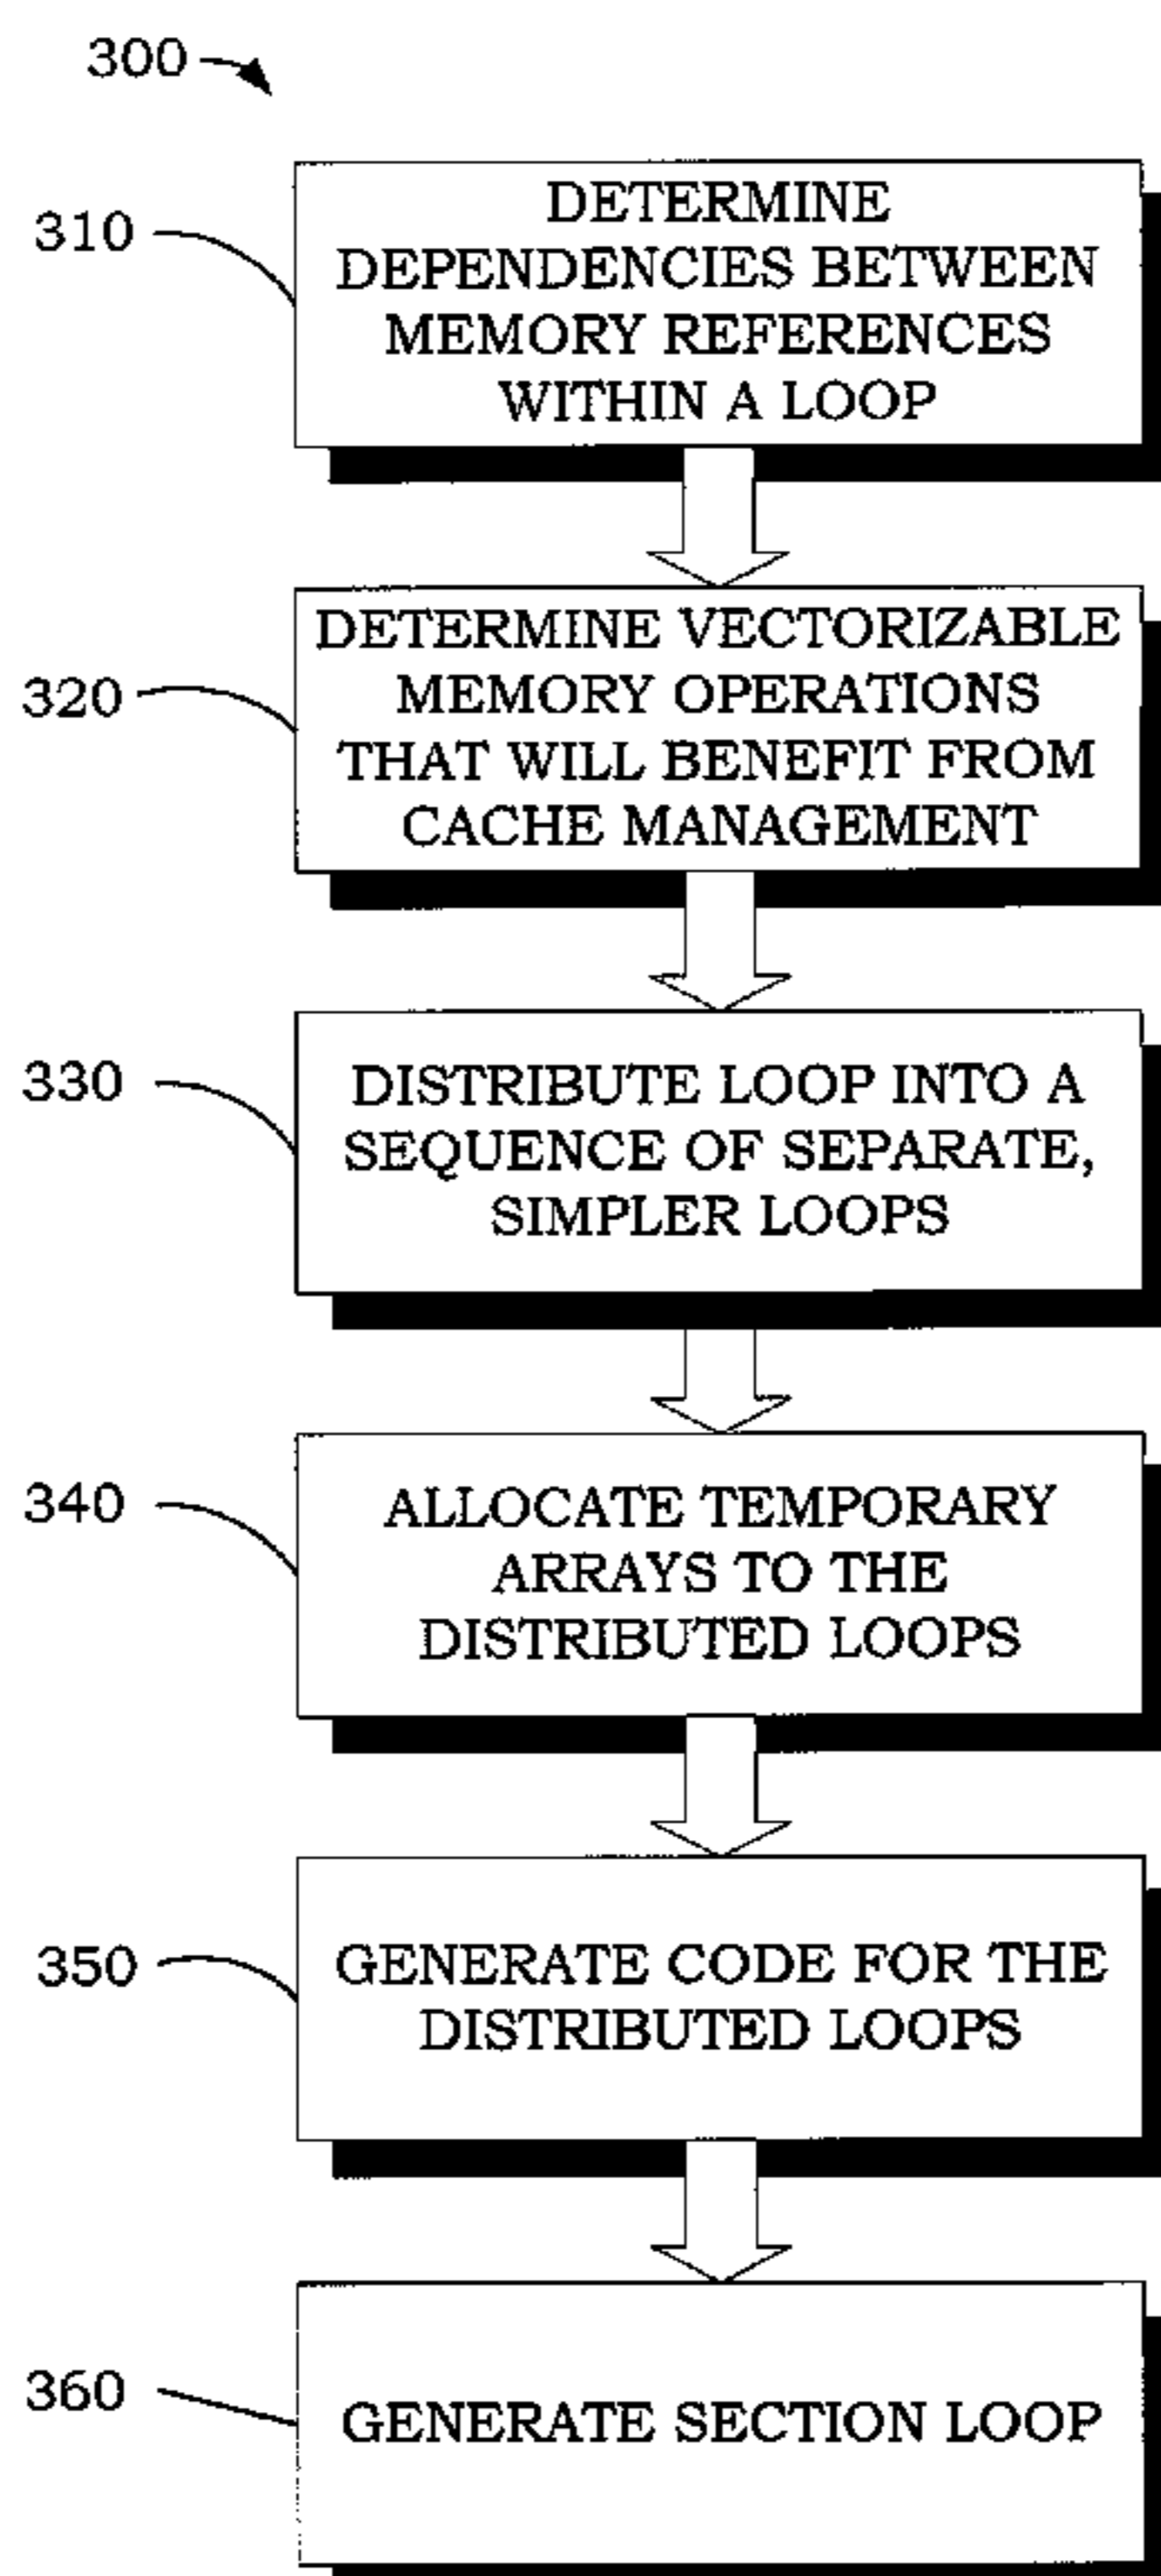 300
310
DETERMINE
DEPENDENCIES BETWEEN
MEMORY REFERENCES
WITHIN A LOOP
320
DETERMINE VECTORIZABLE
MEMORY OPERATIONS
THAT WILL BENEFIT FROM
CACHE MANAGEMENT
330
DISTRIBUTE LOOP INTO A
SEQUENCE OF SEPARATE,
SIMPLER LOOPS
340
ALLOCATE TEMPORARY
ARRAYS TO THE
DISTRIBUTED LOOPS
350
GENERATE CODE FOR THE
DISTRIBUTED LOOPS
360
GENERATE SECTION LOOP